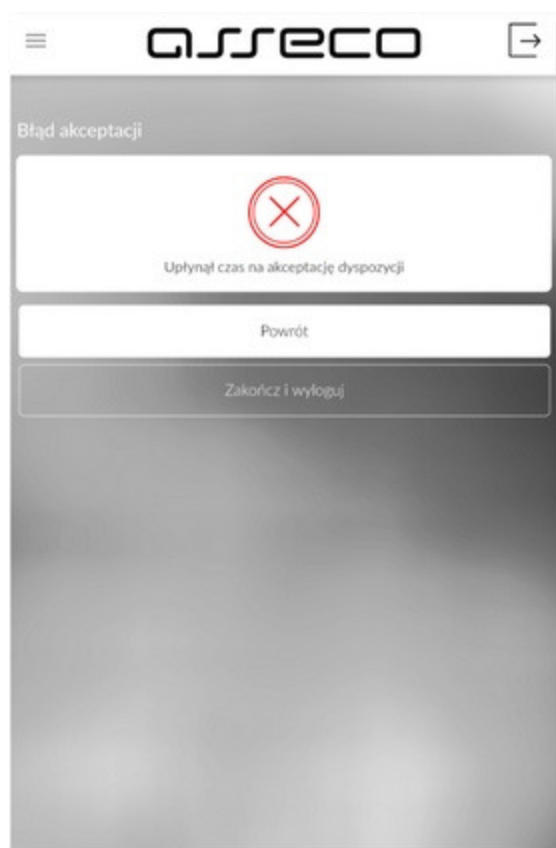 asseco
Błąd akceptacji
Upłynął czas na akceptację dyspozycji
Powrót
Zakończ i wyloguj